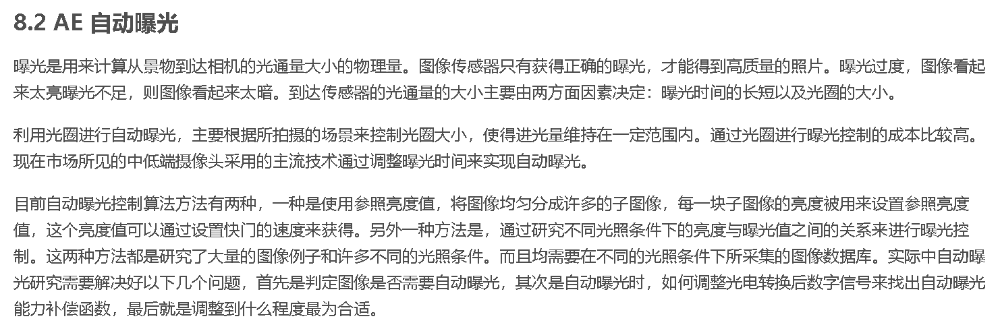 8.2 AE 自动曝光
曝光是用来计算从景物到达相机的光通量大小的物理量。图像传感器只有获得正确的曝光，才能得到高质量的照片。曝光过度，图像看起
来太亮曝光不足，则图像看起来太暗。到达传感器的光通量的大小主要由两方面因素决定：曝光时间的长短以及光圈的大小。
利用光圈进行自动曝光，主要根据所拍摄的场景来控制光圈大小，使得进光量维持在一定范围内。通过光圈进行曝光控制的成本比较高。
现在市场所见的中低端摄像头采用的主流技术通过调整曝光时间来实现自动曝光。
目前自动曝光控制算法方法有两种，一种是使用参照亮度值，将图像均匀分成许多的子图像，每一块子图像的亮度被用来设置参照亮度
值，这个亮度值可以通过设置快门的速度来获得。另外一种方法是，通过研究不同光照条件下的亮度与曝光值之间的关系来进行曝光控
制。这两种方法都是研究了大量的图像例子和许多不同的光照条件。而且均需要在不同的光照条件下所采集的图像数据库。实际中自动曝
光研究需要解决好以下几个问题，首先是判定图像是否需要自动曝光，其次是自动曝光时，如何调整光电转换后数字信号来找出自动曝光
能力补偿函数，最后就是调整到什么程度最为合适。